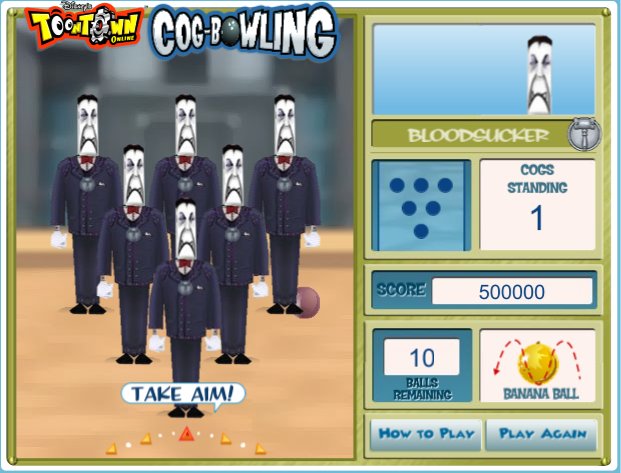 Disney's
TOONTOWN
ONLINE
COG-BOWLING
BLOODSUCKER
COGS
STANDING
1
SCORE
500000
10
BALLS
REMAINING
BANANA BALL
TAKE AIM!
HOW TO PLAY
PLAY AGAIN